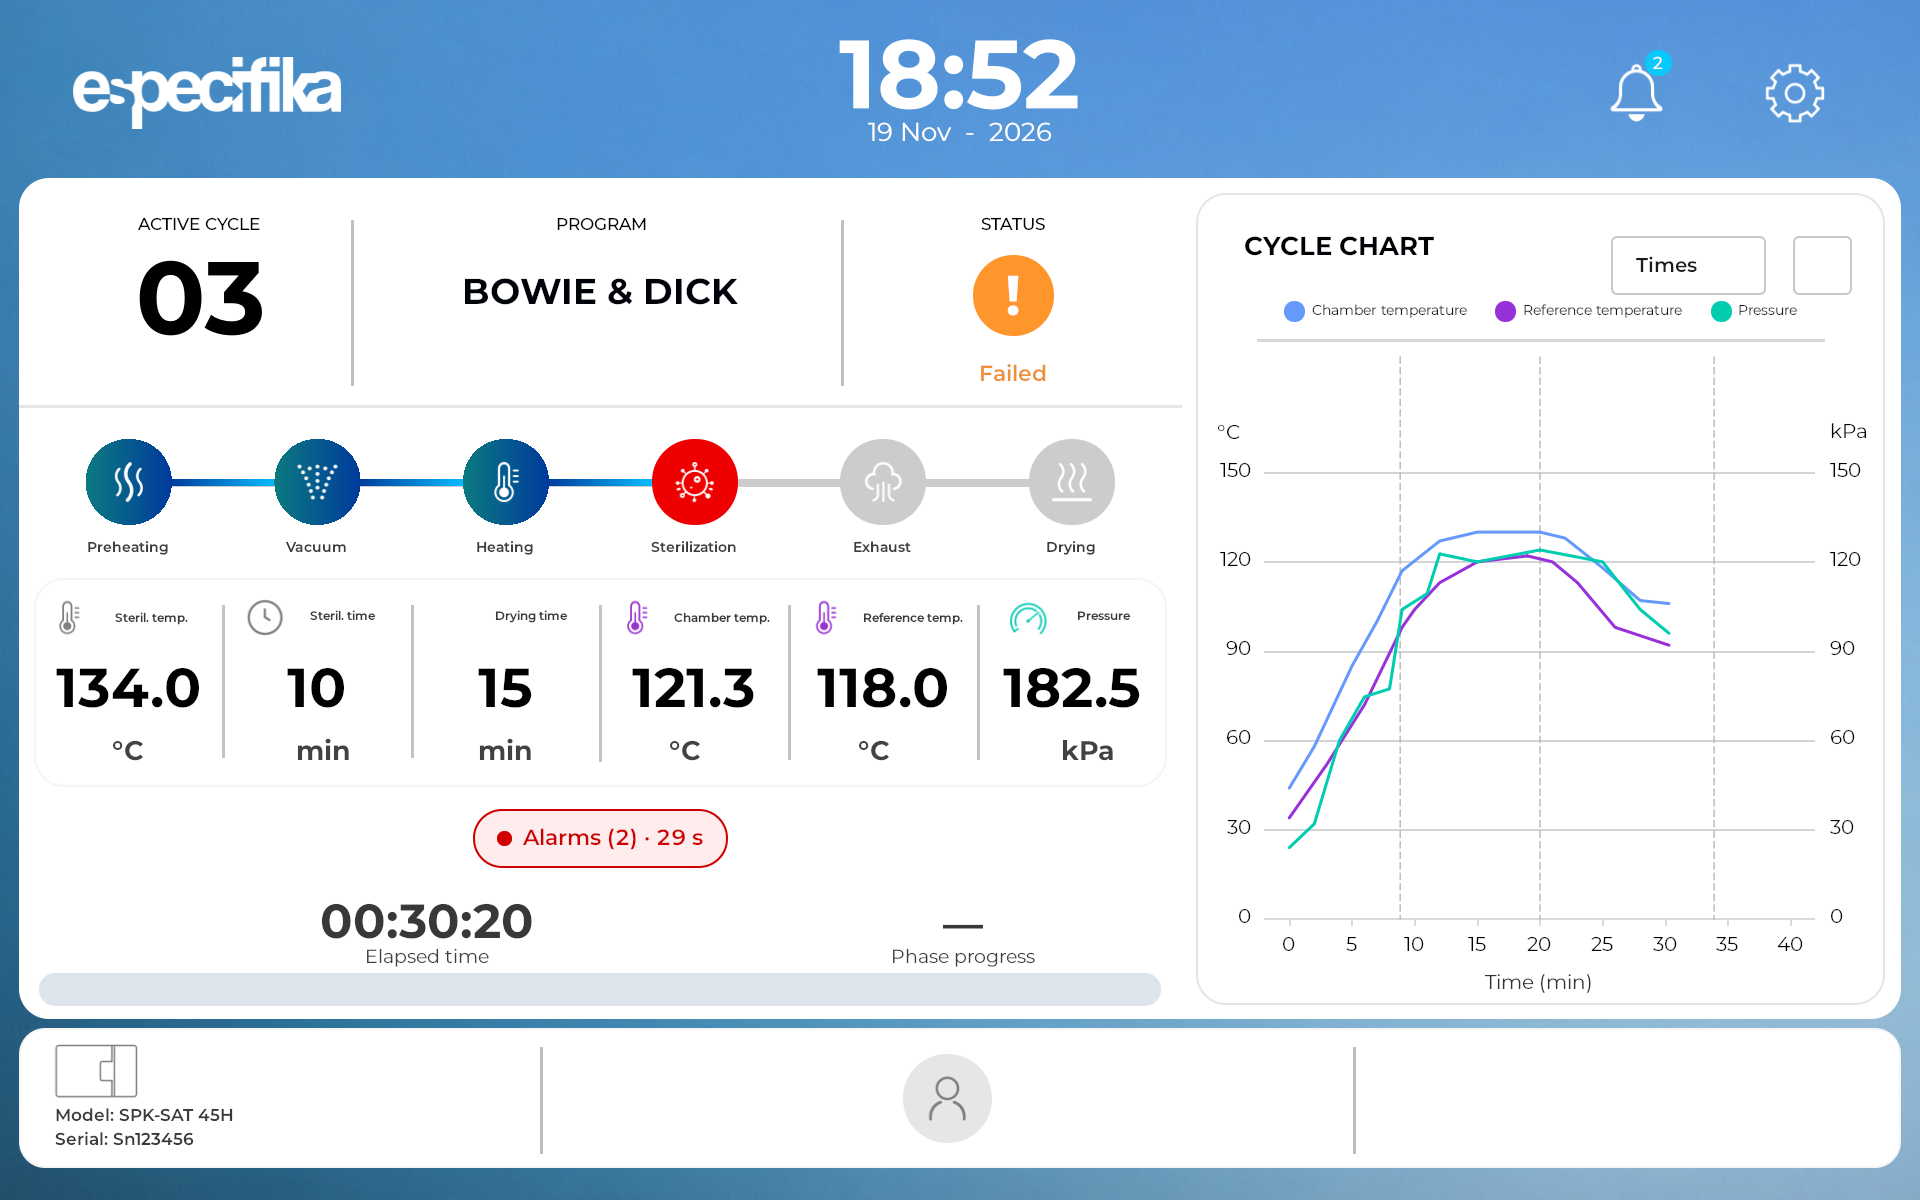 especifika
18:52
19 Nov - 2026
2
ACTIVE CYCLE
03
PROGRAM
BOWIE & DICK
STATUS
!
Failed
Preheating
Vacuum
Heating
Sterilization
Exhaust
Drying
Steril. temp.
134.0
°C
Steril. time
10
min
Drying time
15
min
Chamber temp.
121.3
°C
Reference temp.
118.0
°C
Pressure
182.5
kPa
Alarms (2) · 29 s
00:30:20
Elapsed time
—
Phase progress
CYCLE CHART
Times
Chamber temperature
Reference temperature
Pressure
°C
kPa
150
150
120
120
90
90
60
60
30
30
0
0
0 5 10 15 20 25 30 35 40
Time (min)
Model: SPK-SAT 45H
Serial: Sn123456